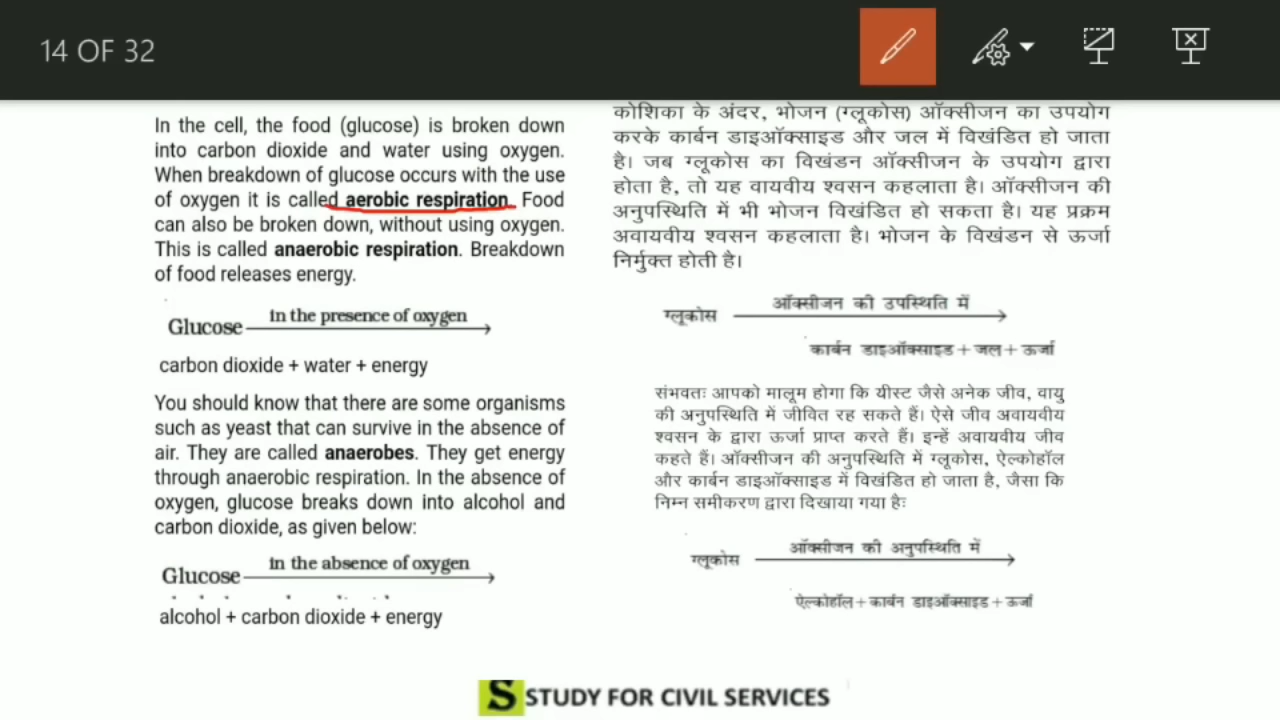 14 OF 32
In the cell, the food (glucose) is broken down
into carbon dioxide and water using oxygen.
When breakdown of glucose occurs with the use
of oxygen it is called aerobic respiration. Food
can also be broken down, without using oxygen.
This is called anaerobic respiration. Breakdown
of food releases energy.
in the presence of oxygen
Glucose
carbon dioxide + water + energy
You should know that there are some organisms
such as yeast that can survive in the absence of
air. They are called anaerobes. They get energy
through anaerobic respiration. In the absence of
oxygen, glucose breaks down into alcohol and
carbon dioxide, as given below:
in the absence of oxygen
Glucose
alcohol + carbon dioxide + energy
कोशिका के अंदर, भोजन (ग्लूकोस) ऑक्सीजन का उपयोग
करके कार्बन डाइऑक्साइड और जल में विखंडित हो जाता
है। जब ग्लूकोस का विखंडन ऑक्सीजन के उपयोग द्वारा
होता है, तो यह वायवीय श्वसन कहलाता है। ऑक्सीजन की
अनुपस्थिति में भी भोजन विखंडित हो सकता है। यह प्रक्रम
अवायवीय श्वसन कहलाता है। भोजन के विखंडन से ऊर्जा
निर्मुक्त होती है।
ऑक्सीजन की उपस्थिति में
ग्लूकोस
कार्बन डाइऑक्साइड + जल + ऊर्जा
संभवतः आपको मालूम होगा कि यीस्ट जैसे अनेक जीव, वायु
की अनुपस्थिति में जीवित रह सकते हैं। ऐसे जीव अवायवीय
श्वसन के द्वारा ऊर्जा प्राप्त करते हैं। इन्हें अवायवीय जीव
कहते हैं। ऑक्सीजन की अनुपस्थिति में ग्लूकोस, ऐल्कोहॉल
और कार्बन डाइऑक्साइड में विखंडित हो जाता है, जैसा कि
निम्न समीकरण द्वारा दिखाया गया हैः
ऑक्सीजन की अनुपस्थिति में
ग्लूकोस
ऐल्कोहॉल + कार्बन डाइऑक्साइड + ऊर्जा
S STUDY FOR CIVIL SERVICES